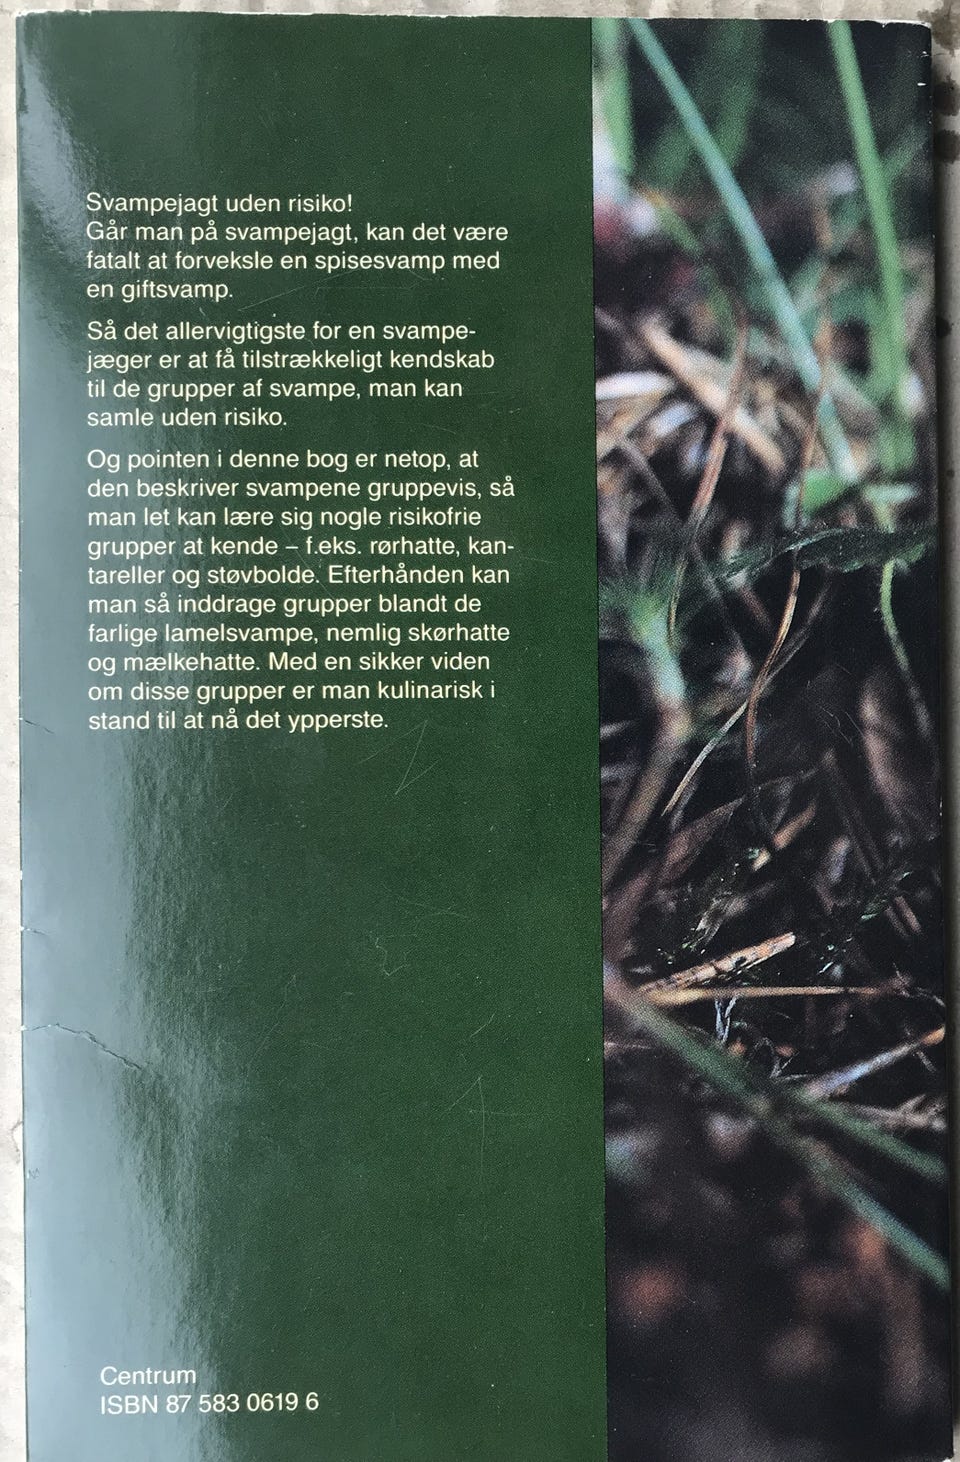 Svampejagt uden risiko!
Går man på svampejagt, kan det være
fatalt at forveksle en spisesvamp med
en giftsvamp.
Så det allervigtigste for en svampe-
jæger er at få tilstrækkeligt kendskab
til de grupper af svampe, man kan
samle uden risiko.
Og pointen i denne bog er netop, at
den beskriver svampene gruppevis, så
man let kan lære sig nogle risikofrie
grupper at kende – f.eks. rørhatte, kan-
tareller og støvbolde. Efterhånden kan
man så inddrage grupper blandt de
farlige lamelsvampe, nemlig skørhatte
og mælkehatte. Med en sikker viden
om disse grupper er man kulinarisk i
stand til at nå det ypperste.
Centrum
ISBN 87 583 0619 6